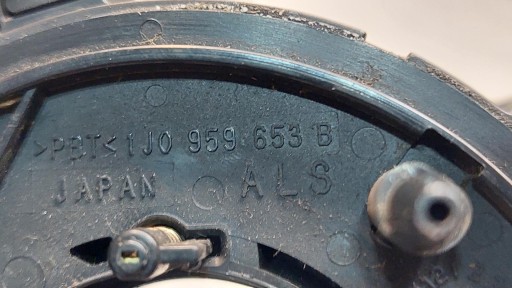 >PBT< 1J0 959 653 B
JAPAN ALS